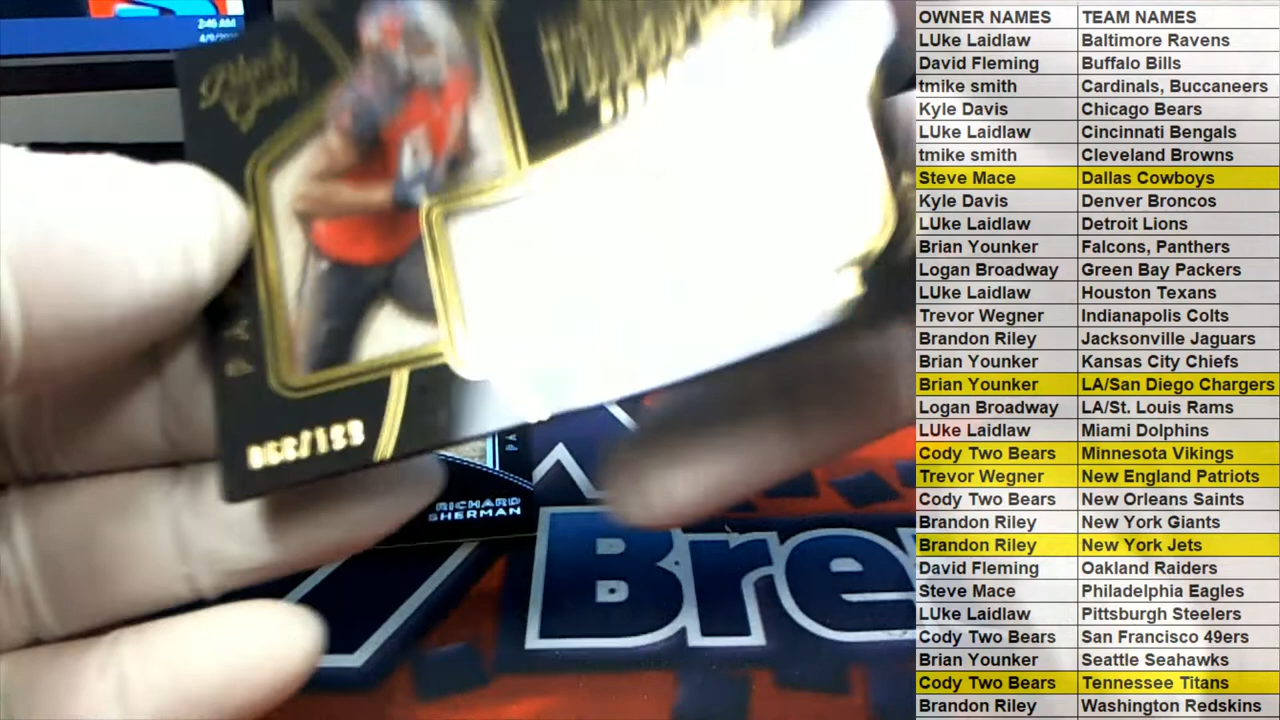 2:46 AM
RICHARD
SHERMAN
Bre
OWNER NAMES TEAM NAMES
LUke Laidlaw Baltimore Ravens
David Fleming Buffalo Bills
tmike smith Cardinals, Buccaneers
Kyle Davis Chicago Bears
LUke Laidlaw Cincinnati Bengals
tmike smith Cleveland Browns
Steve Mace Dallas Cowboys
Kyle Davis Denver Broncos
LUke Laidlaw Detroit Lions
Brian Younker Falcons, Panthers
Logan Broadway Green Bay Packers
LUke Laidlaw Houston Texans
Trevor Wegner Indianapolis Colts
Brandon Riley Jacksonville Jaguars
Brian Younker Kansas City Chiefs
Brian Younker LA/San Diego Chargers
Logan Broadway LA/St. Louis Rams
LUke Laidlaw Miami Dolphins
Cody Two Bears Minnesota Vikings
Trevor Wegner New England Patriots
Cody Two Bears New Orleans Saints
Brandon Riley New York Giants
Brandon Riley New York Jets
David Fleming Oakland Raiders
Steve Mace Philadelphia Eagles
LUke Laidlaw Pittsburgh Steelers
Cody Two Bears San Francisco 49ers
Brian Younker Seattle Seahawks
Cody Two Bears Tennessee Titans
Brandon Riley Washington Redskins